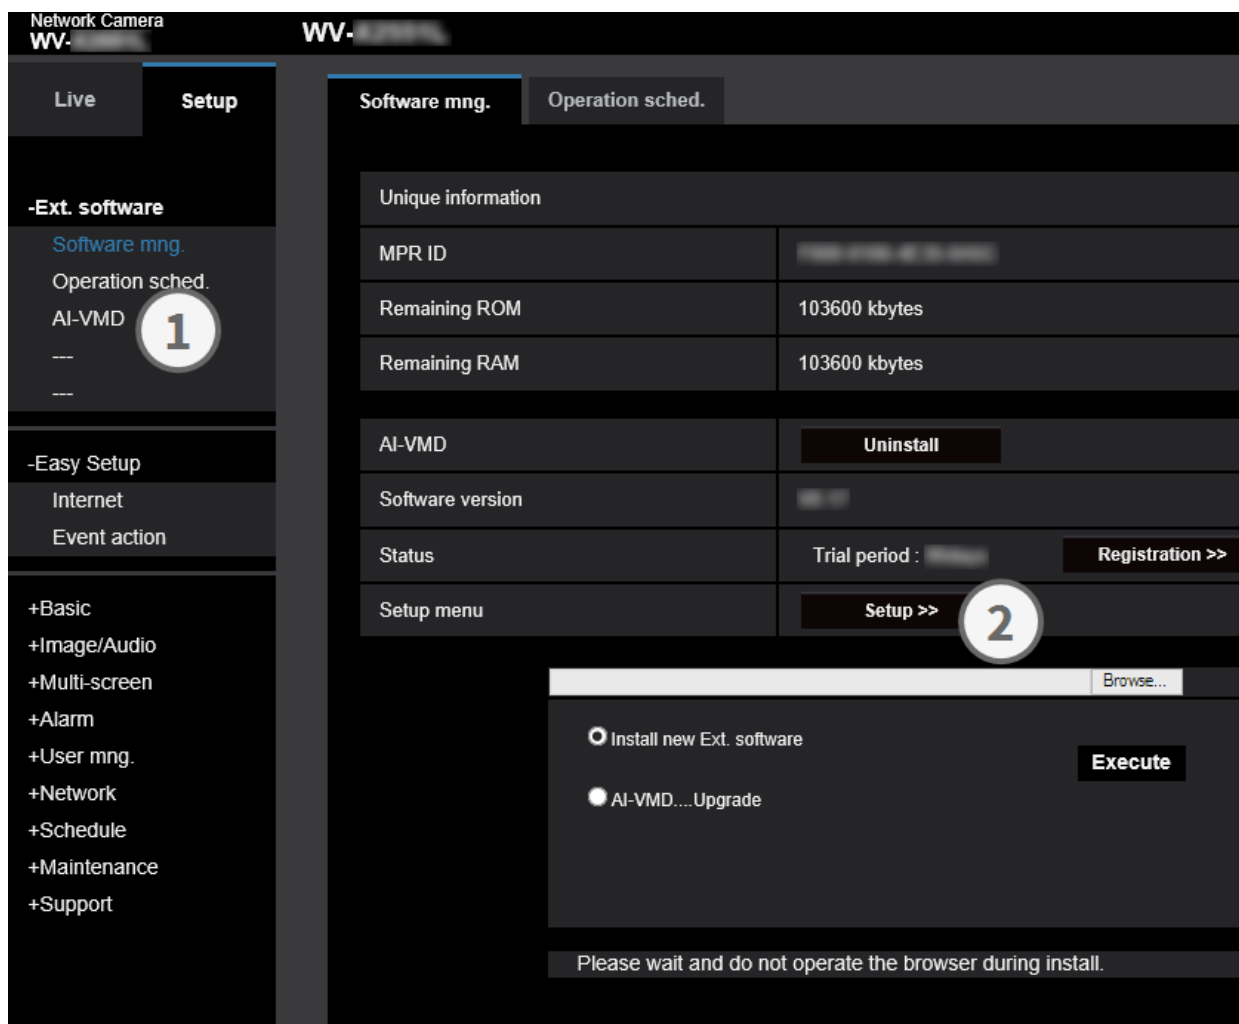 Network Camera
WV-
WV-
Live
Setup
-Ext. software
Software mng.
Operation sched.
AI-VMD
1
---
---
-Easy Setup
Internet
Event action
+Basic
+Image/Audio
+Multi-screen
+Alarm
+User mng.
+Network
+Schedule
+Maintenance
+Support
Software mng.
Operation sched.
Unique information
MPR ID
Remaining ROM 103600 kbytes
Remaining RAM 103600 kbytes
AI-VMD Uninstall
Software version
Status Trial period : Registration >>
Setup menu Setup >> 2
Browse...
Install new Ext. software
Execute
AI-VMD....Upgrade
Please wait and do not operate the browser during install.